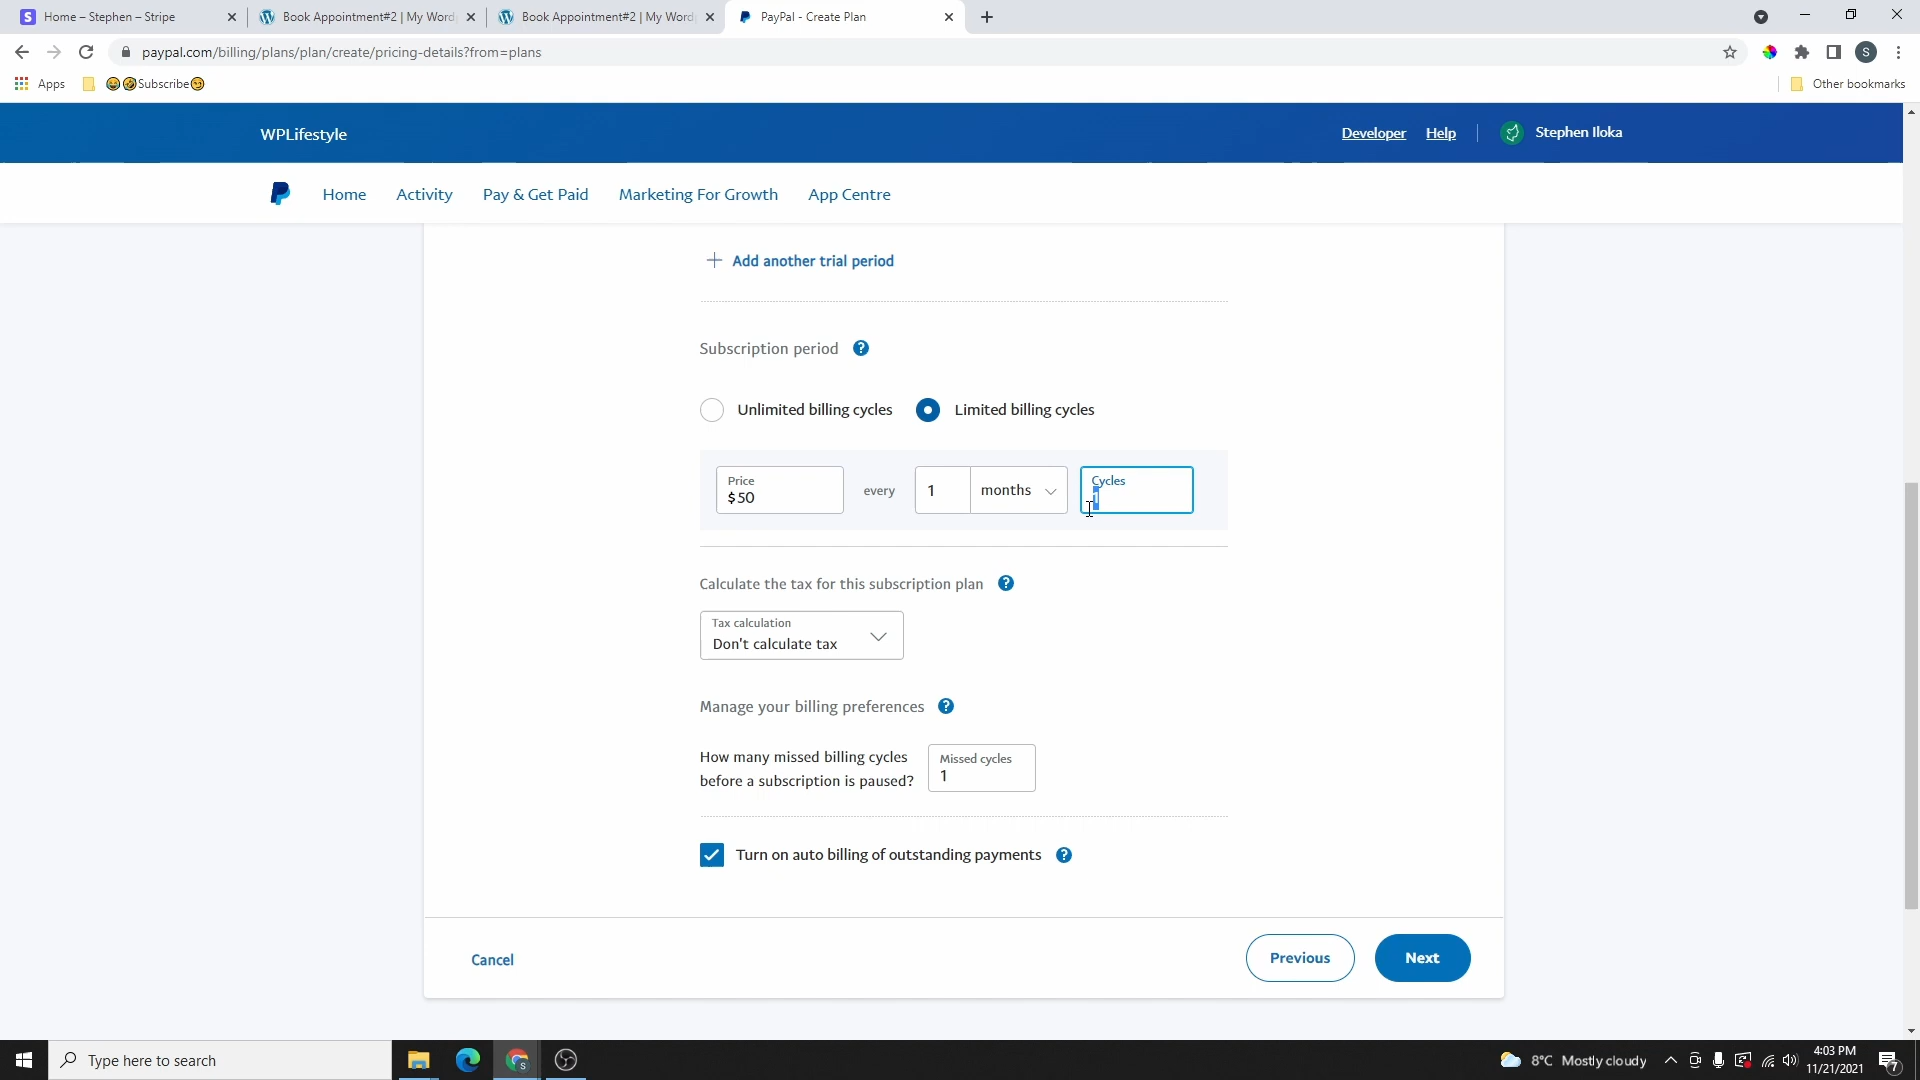 Home – Stephen – Stripe
Book Appointment#2 | My Word
Book Appointment#2 | My Word
PayPal - Create Plan
paypal.com/billing/plans/plan/create/pricing-details?from=plans
S
Apps
😂🤣Subscribe😏
Other bookmarks
WPLifestyle
Developer
Help
Stephen Iloka
Home
Activity
Pay & Get Paid
Marketing For Growth
App Centre
Add another trial period
Subscription period
Unlimited billing cycles
Limited billing cycles
Price
$50
every
1
months
Cycles
1
Calculate the tax for this subscription plan
Tax calculation
Don't calculate tax
Manage your billing preferences
How many missed billing cycles
before a subscription is paused?
Missed cycles
1
Turn on auto billing of outstanding payments
Cancel
Previous
Next
Type here to search
8°C Mostly cloudy
4:03 PM
11/21/2021
7